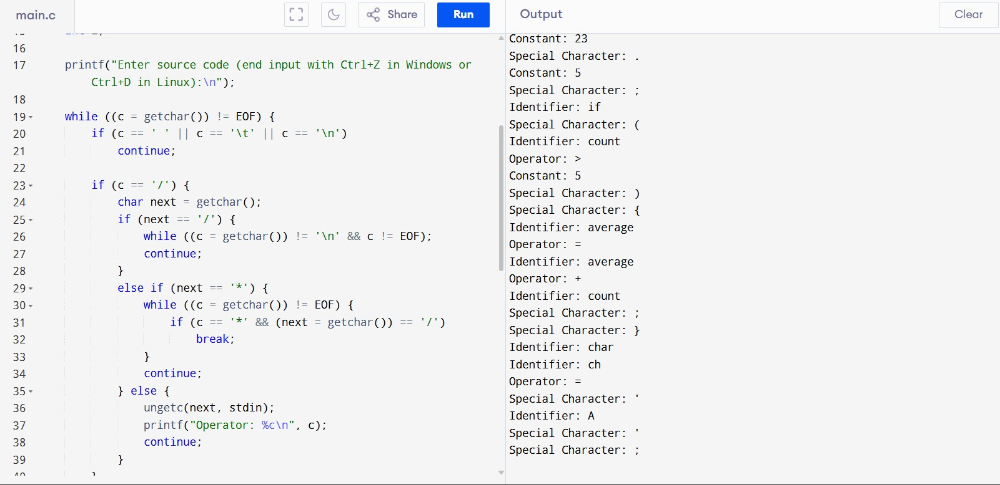 main.c
Share
Run
Output
Clear
16
17 printf("Enter source code (end input with Ctrl+Z in Windows or
Ctrl+D in Linux):\n");
18
19 while ((c = getchar()) != EOF) {
20 if (c == ' ' || c == '\t' || c == '\n')
21 continue;
22
23 if (c == '/') {
24 char next = getchar();
25 if (next == '/') {
26 while ((c = getchar()) != '\n' && c != EOF);
27 continue;
28 }
29 else if (next == '*') {
30 while ((c = getchar()) != EOF) {
31 if (c == '*' && (next = getchar()) == '/')
32 break;
33 }
34 continue;
35 } else {
36 ungetc(next, stdin);
37 printf("Operator: %c\n", c);
38 continue;
39 }
Constant: 23
Special Character: .
Constant: 5
Special Character: ;
Identifier: if
Special Character: (
Identifier: count
Operator: >
Constant: 5
Special Character: )
Special Character: {
Identifier: average
Operator: =
Identifier: average
Operator: +
Identifier: count
Special Character: ;
Special Character: }
Identifier: char
Identifier: ch
Operator: =
Special Character: '
Identifier: A
Special Character: '
Special Character: ;